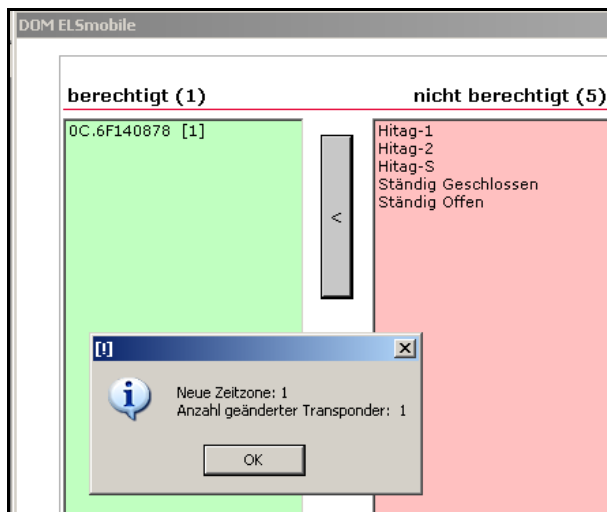 DOM ELSmobile
berechtigt (1)
nicht berechtigt (5)
0C.6F140878 [1]
<
Hitag-1
Hitag-2
Hitag-S
Ständig Geschlossen
Ständig Offen
[!]
Neue Zeitzone: 1
Anzahl geänderter Transponder: 1
OK